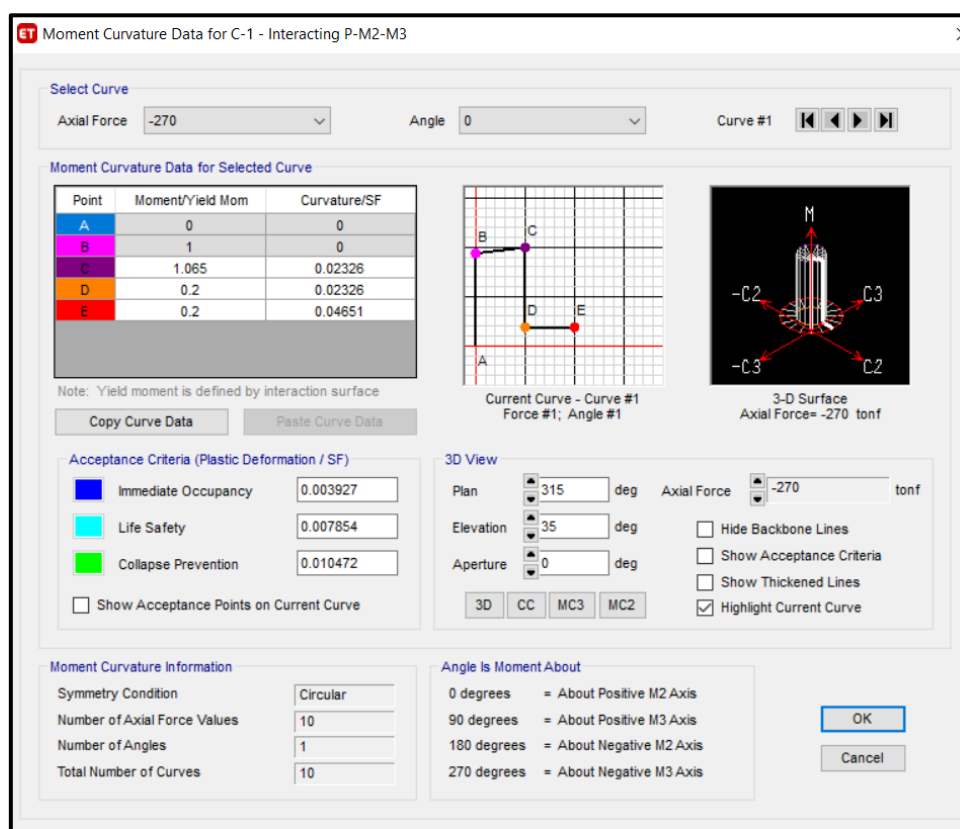 ET Moment Curvature Data for C-1 - Interacting P-M2-M3
Select Curve
Axial Force -270 Angle 0 Curve #1
Moment Curvature Data for Selected Curve
Point Moment/Yield Mom Curvature/SF
A 0 0
B 1 0
C 1.065 0.02326
D 0.2 0.02326
E 0.2 0.04651
B C
D E
A
M
-C2 C3
-C3 C2
Note: Yield moment is defined by interaction surface
Copy Curve Data Paste Curve Data
Current Curve - Curve #1
Force #1; Angle #1
3-D Surface
Axial Force= -270 tonf
Acceptance Criteria (Plastic Deformation / SF)
Immediate Occupancy 0.003927
Life Safety 0.007854
Collapse Prevention 0.010472
Show Acceptance Points on Current Curve
3D View
Plan 315 deg Axial Force -270 tonf
Elevation 35 deg Hide Backbone Lines
Show Acceptance Criteria
Aperture 0 deg Show Thickened Lines
3D CC MC3 MC2 Highlight Current Curve
Moment Curvature Information
Symmetry Condition Circular
Number of Axial Force Values 10
Number of Angles 1
Total Number of Curves 10
Angle Is Moment About
0 degrees = About Positive M2 Axis
90 degrees = About Positive M3 Axis
180 degrees = About Negative M2 Axis
270 degrees = About Negative M3 Axis
OK
Cancel